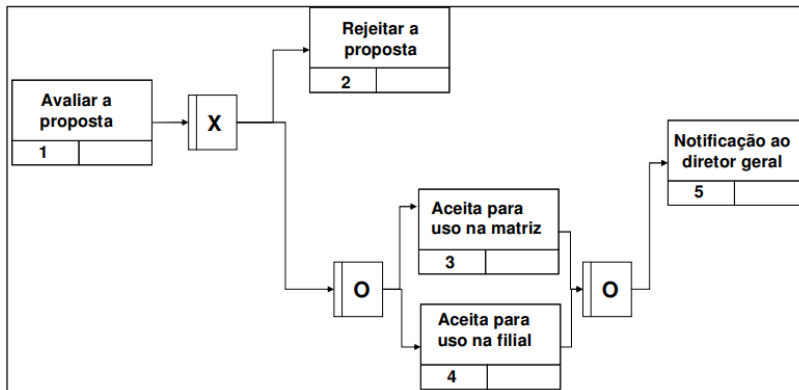 Rejeitar a
proposta
2
Avaliar a
proposta
1
X
Notificação ao
diretor geral
5
Aceita para
uso na matriz
3
O
O
Aceita para
uso na filial
4